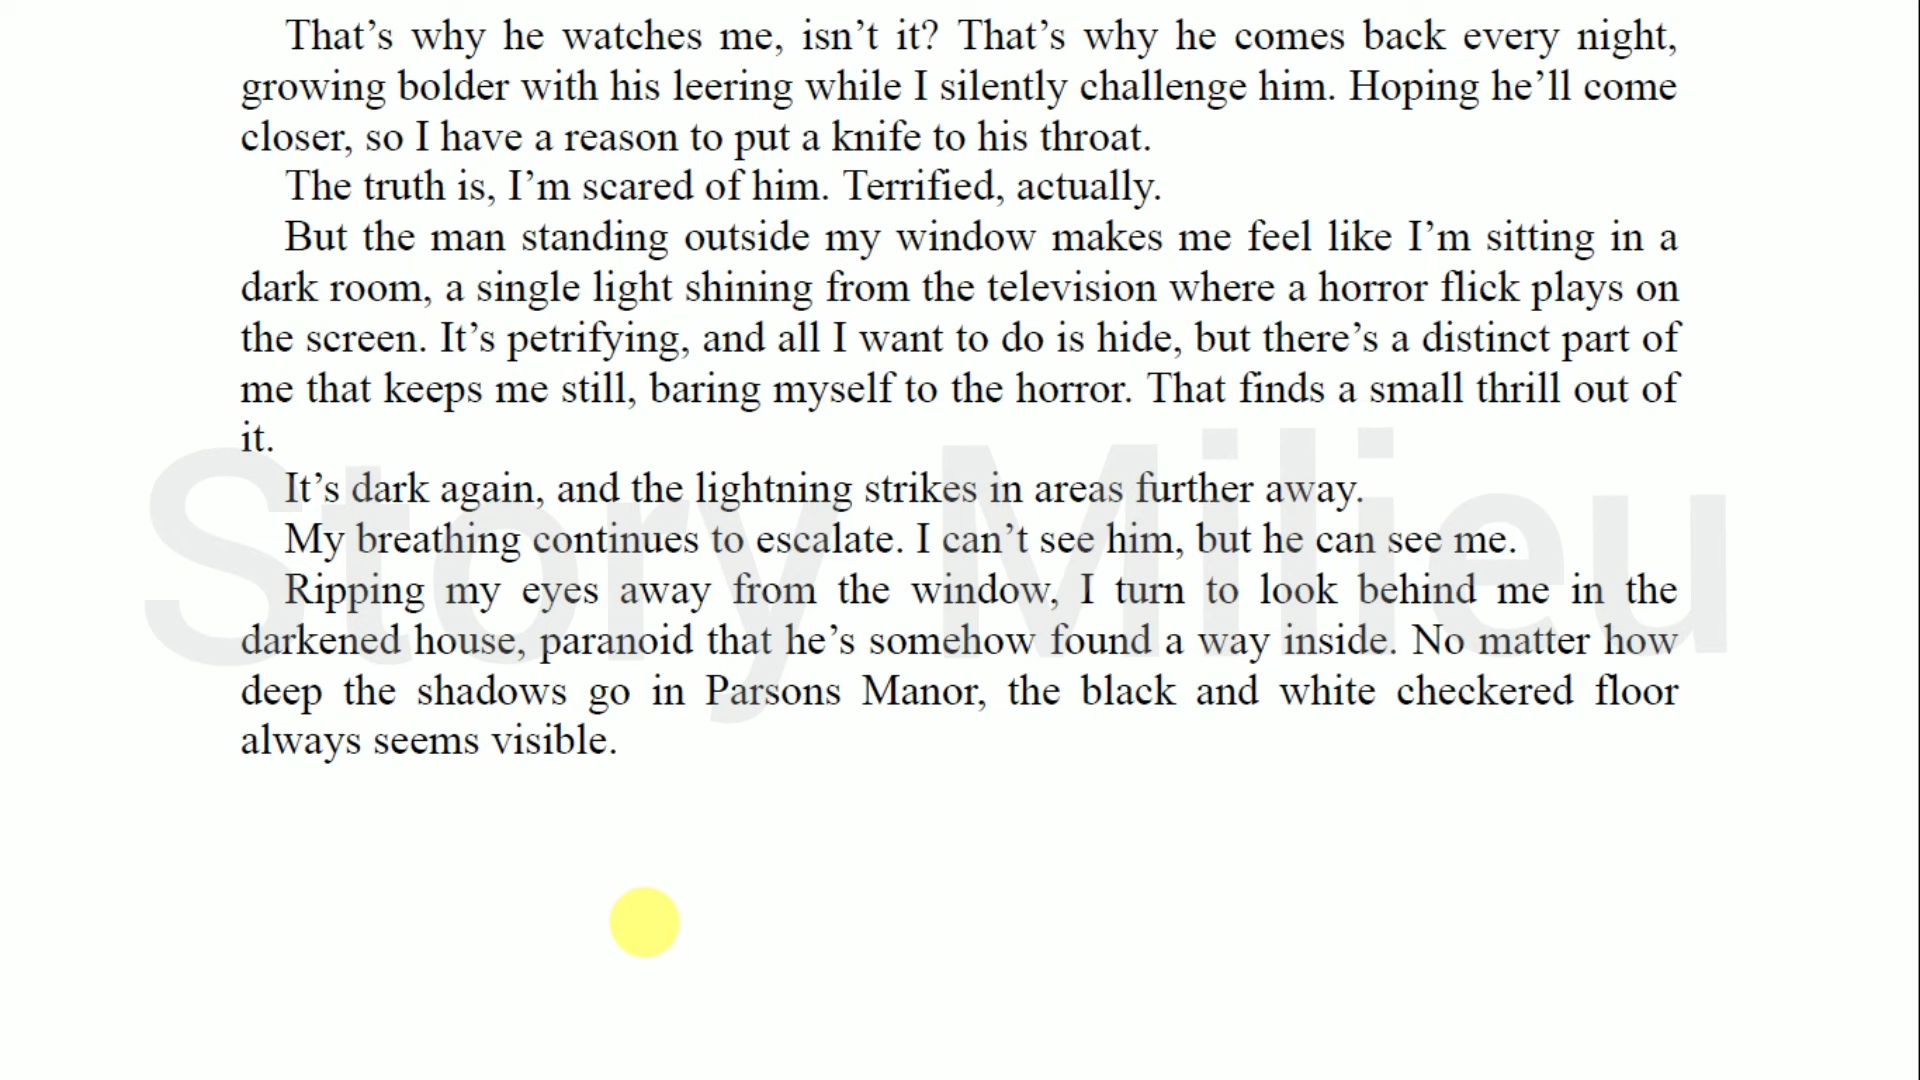 That’s why he watches me, isn’t it? That’s why he comes back every night,
growing bolder with his leering while I silently challenge him. Hoping he’ll come
closer, so I have a reason to put a knife to his throat.
The truth is, I’m scared of him. Terrified, actually.
But the man standing outside my window makes me feel like I’m sitting in a
dark room, a single light shining from the television where a horror flick plays on
the screen. It’s petrifying, and all I want to do is hide, but there’s a distinct part of
me that keeps me still, baring myself to the horror. That finds a small thrill out of
it.
It’s dark again, and the lightning strikes in areas further away.
My breathing continues to escalate. I can’t see him, but he can see me.
Ripping my eyes away from the window, I turn to look behind me in the
darkened house, paranoid that he’s somehow found a way inside. No matter how
deep the shadows go in Parsons Manor, the black and white checkered floor
always seems visible.
Story Milieu